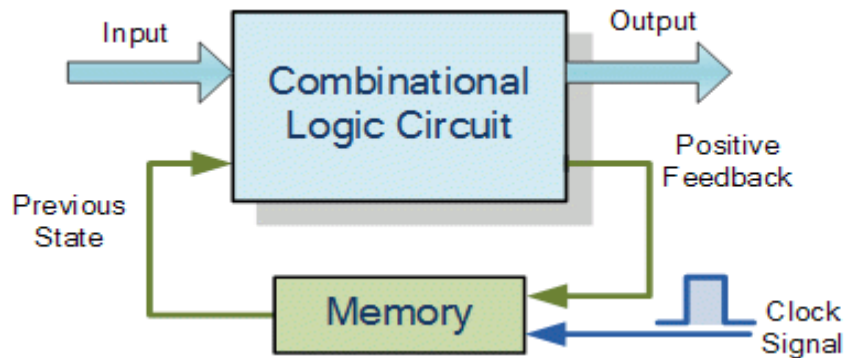 Input
Output
Combinational
Logic Circuit
Positive
Feedback
Previous
State
Memory
Clock
Signal